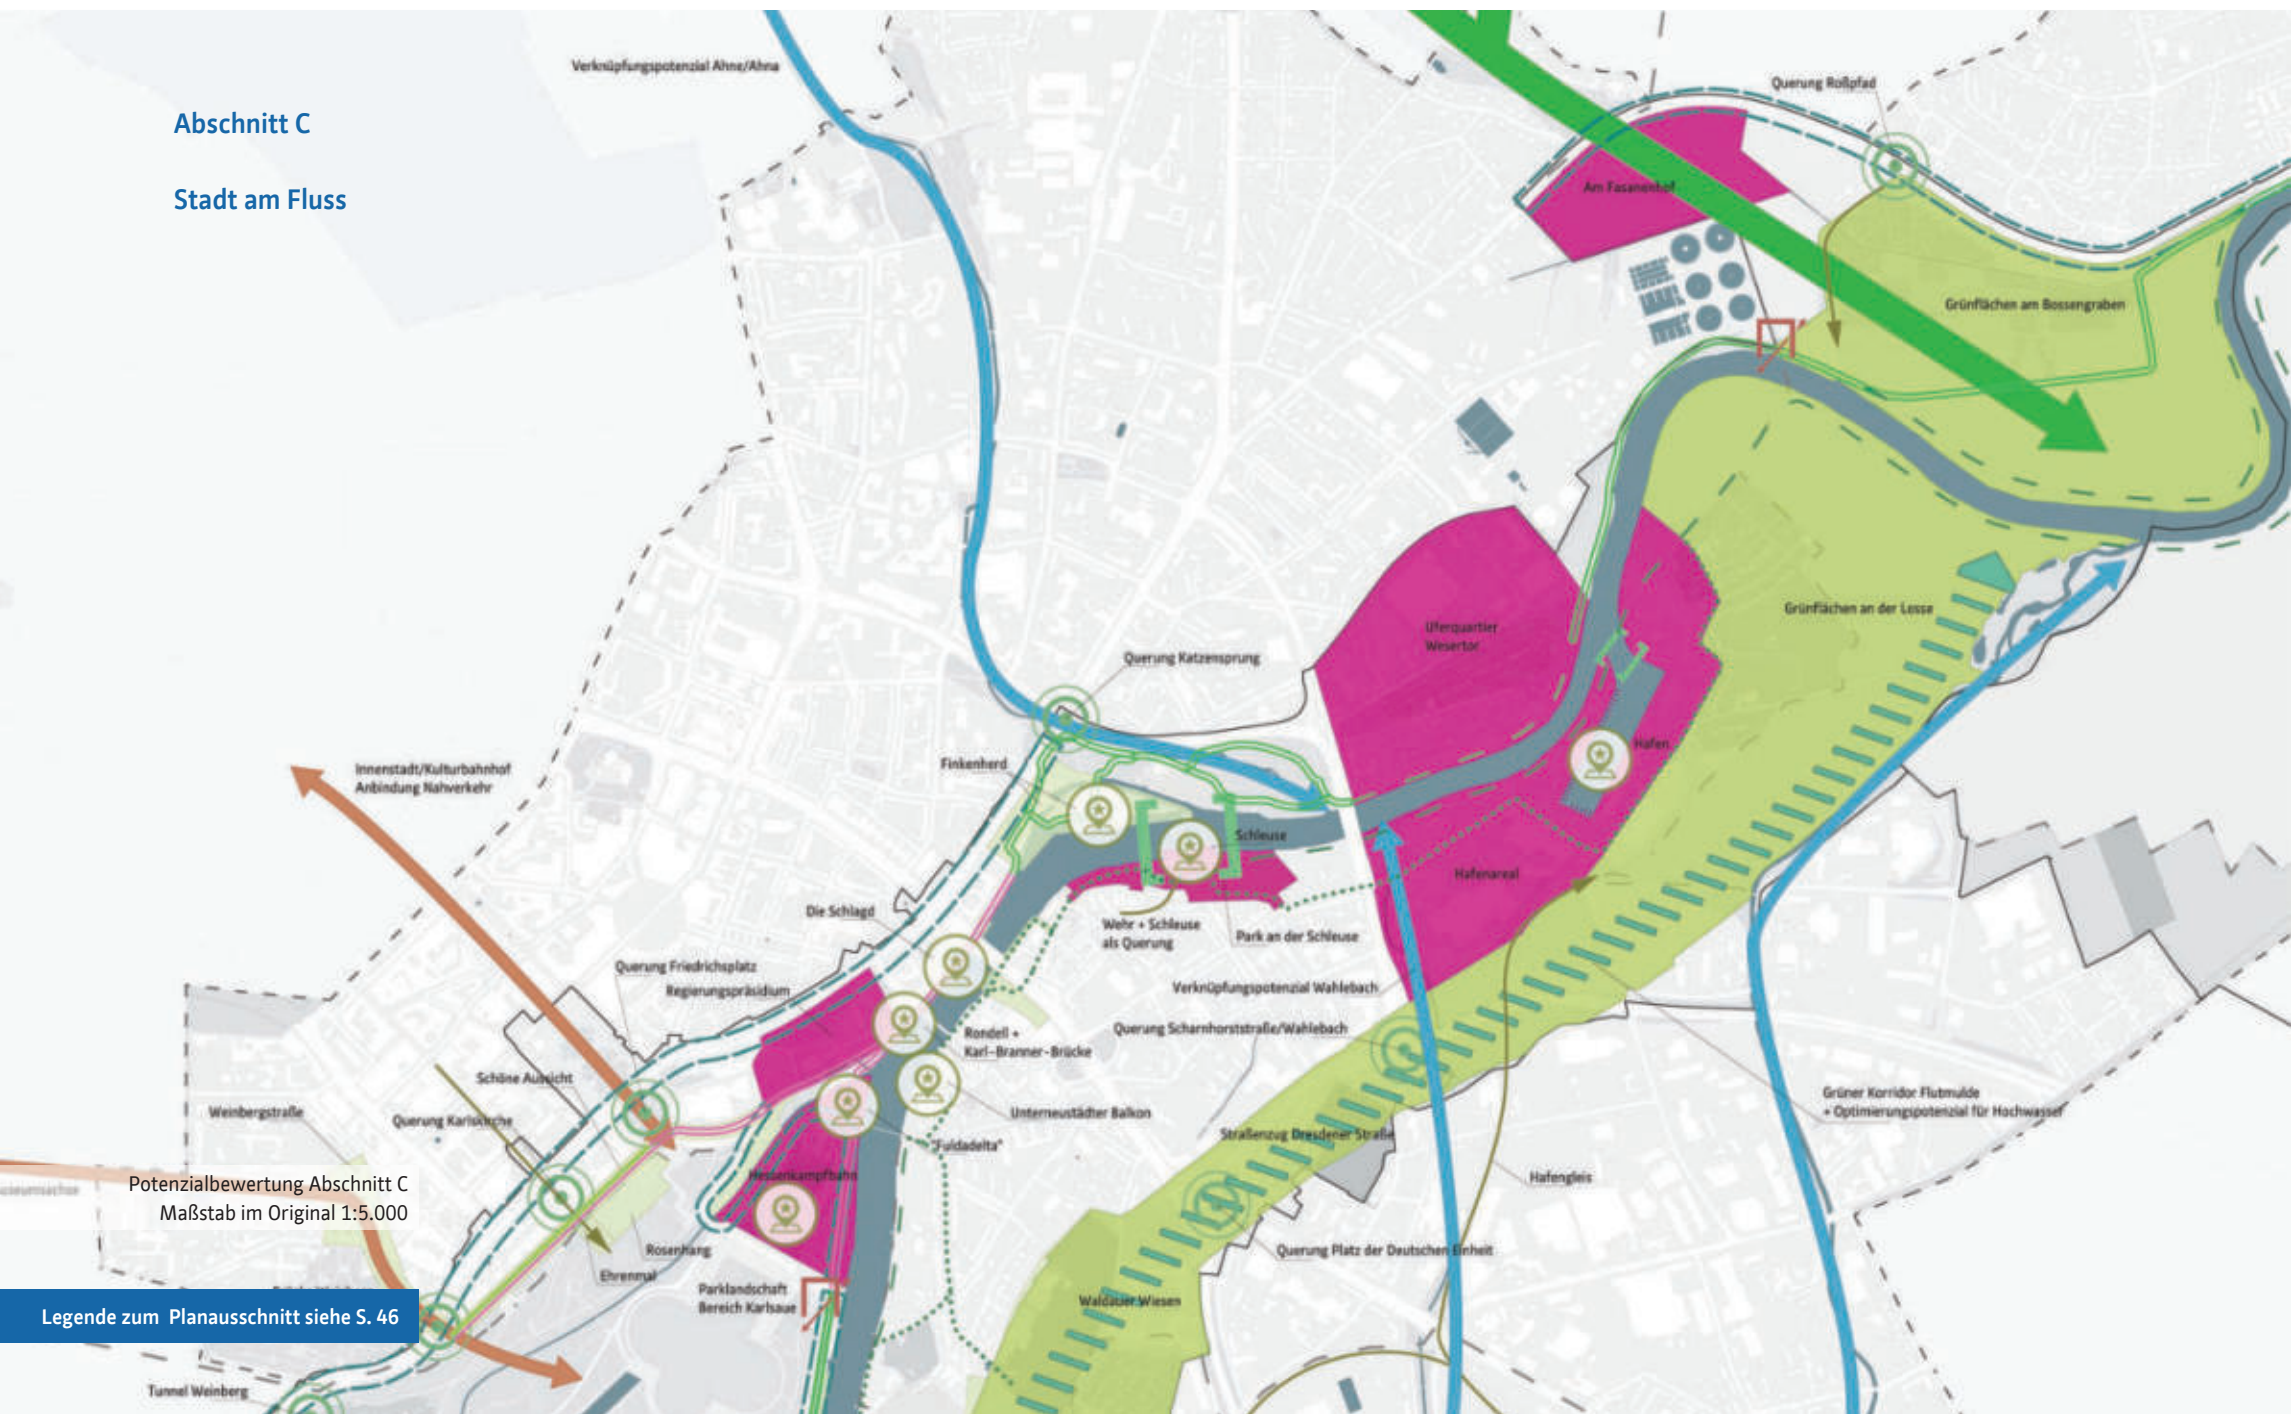 Verknüpfungspotenzial Ahne/Ahna
Abschnitt C
Stadt am Fluss
Querung Roßpfad
Am Fasanenhof
Grünflächen am Bossengraben
Grünflächen an der Losse
Uferquartier
Wesertor
Querung Katzensprung
Hafen
Finkenherd
Innenstadt/Kulturbahnhof
Anbindung Nahverkehr
Schleuse
Hafenareal
Die Schlagd
Wehr + Schleuse
als Querung
Park an der Schleuse
Querung Friedrichsplatz
Regierungspräsidium
Verknüpfungspotenzial Wahlebach
Rondell +
Karl-Branner-Brücke
Querung Scharnhorststraße/Wahlebach
Schöne Aussicht
Grüner Korridor Flutmulde
+ Optimierungspotenzial für Hochwasser
Weinbergstraße
Querung Karlskirche
Unterneustädter Balkon
"Fuldadelta"
Straßenzug Dresdener Straße
Hessenkampfbahn
Hafengleis
Potenzialbewertung Abschnitt C
Maßstab im Original 1:5.000
Rosenhang
Querung Platz der Deutschen Einheit
Ehrenmal
Parklandschaft
Bereich Karlsaue
Waldauer Wiesen
Legende zum Planausschnitt siehe S. 46
Tunnel Weinberg